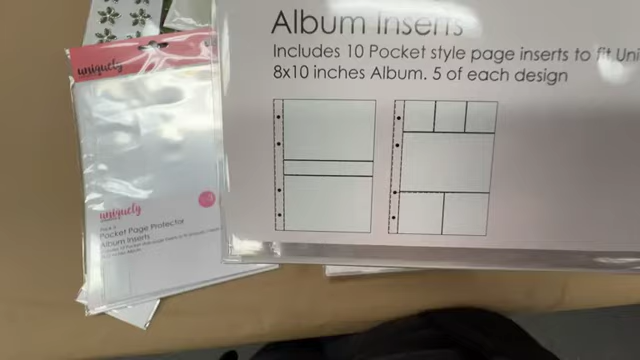 Album Inserts
Includes 10 Pocket style page inserts to fit Uni
8x10 inches Album. 5 of each design
uniquely
uniquely
Pocket Page Protector
Album Inserts